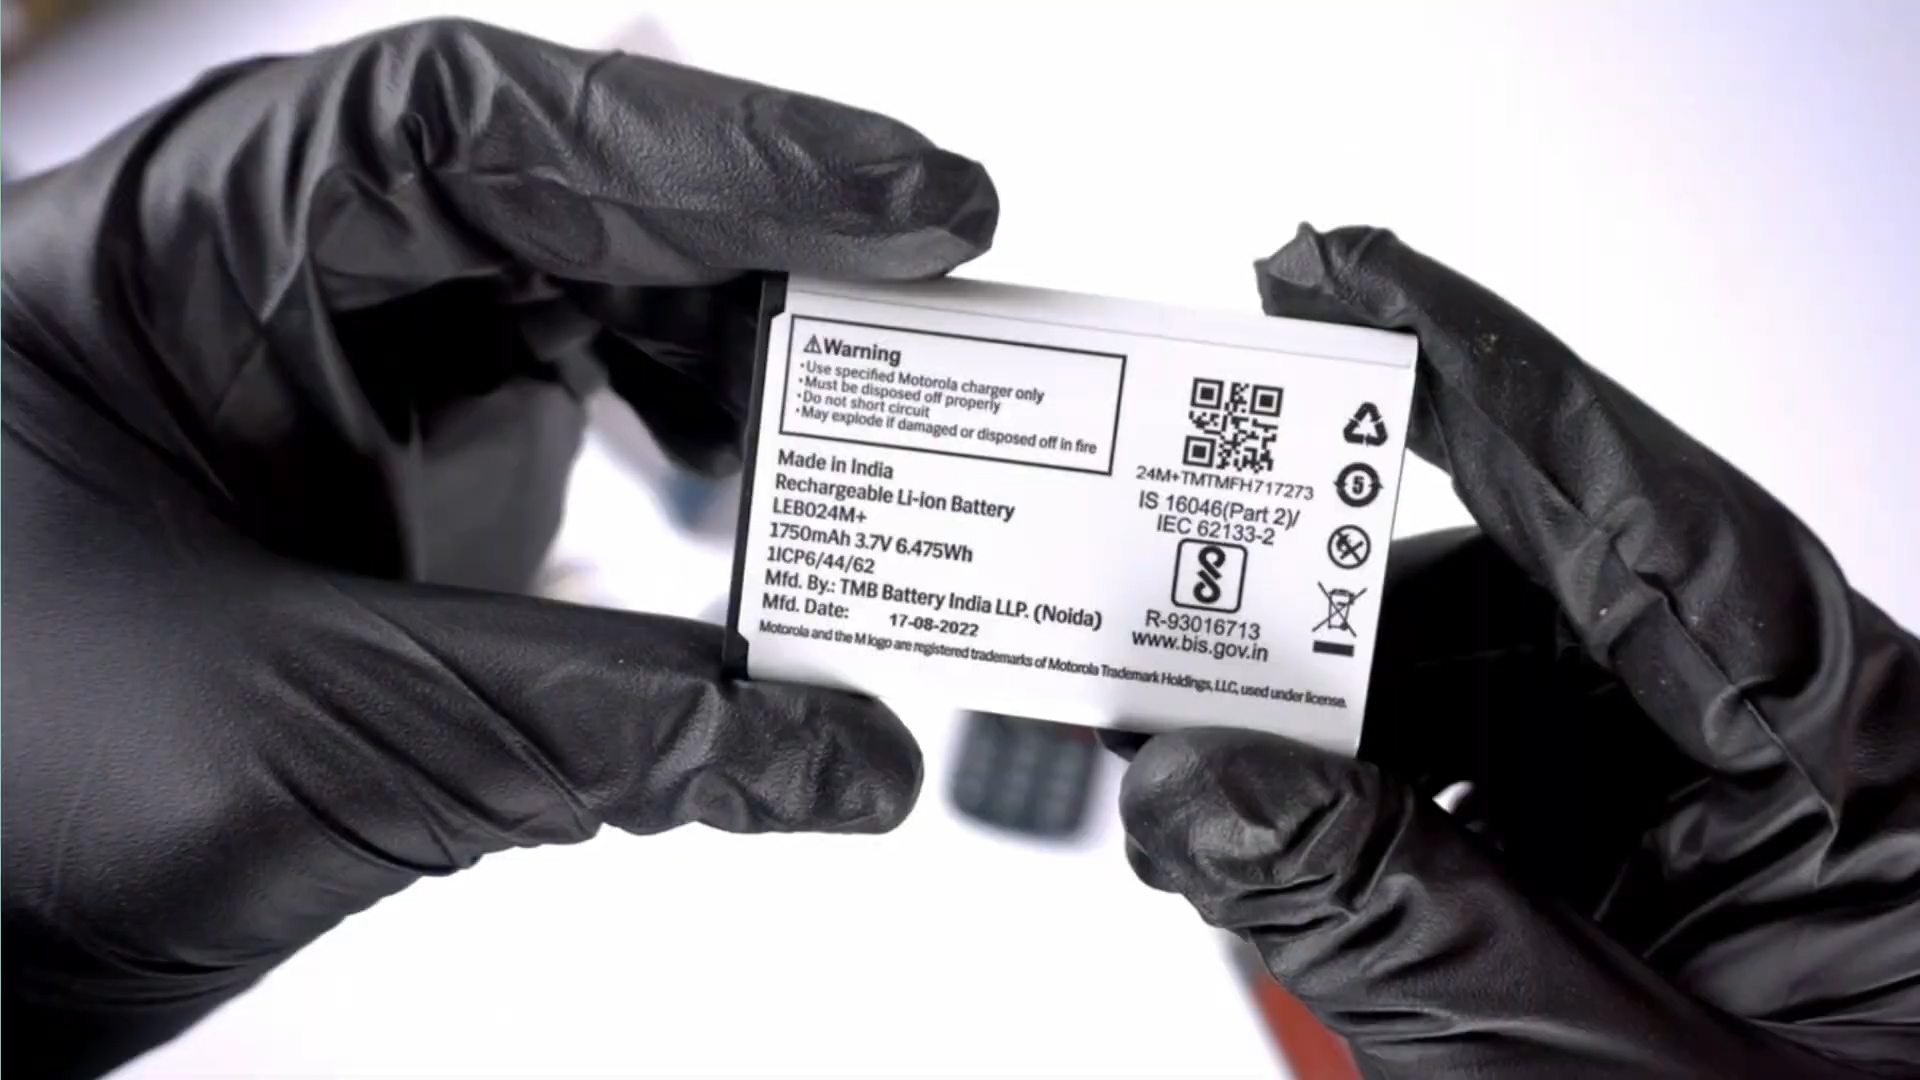 ⚠Warning
•Use specified Motorola charger only
•Must be disposed off properly
•Do not short circuit
•May explode if damaged or disposed off in fire
Made in India
Rechargeable Li-ion Battery
LEB024M+
1750mAh 3.7V 6.475Wh
1ICP6/44/62
Mfd. By.: TMB Battery India LLP. (Noida)
Mfd. Date: 17-08-2022
Motorola and the M logo are registered trademarks of Motorola Trademark Holdings, LLC, used under license.
24M+TMTMFH717273
IS 16046(Part 2)/
IEC 62133-2
R-93016713
www.bis.gov.in
5